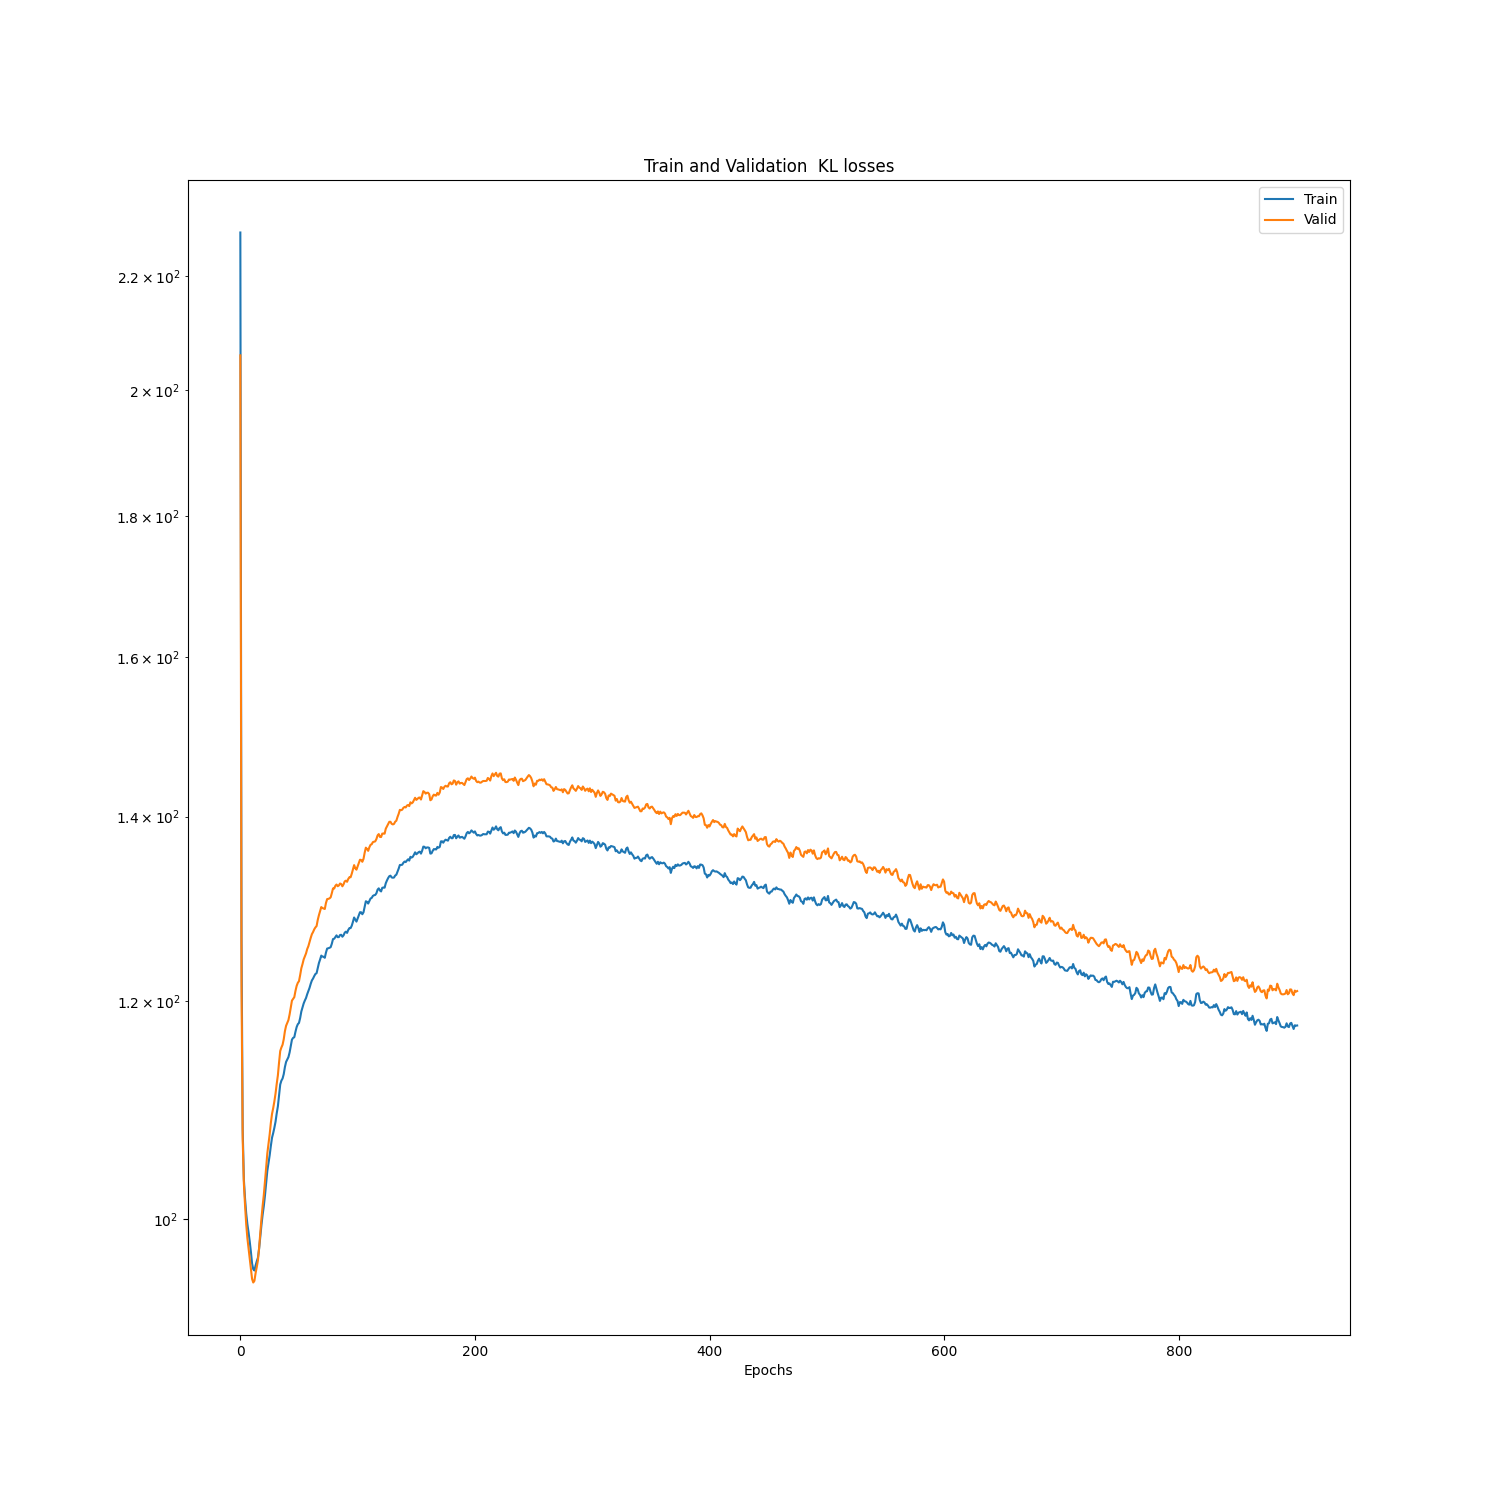 Train and Validation  KL losses
Train
Valid
2.2 × 10²
2 × 10²
1.8 × 10²
1.6 × 10²
1.4 × 10²
1.2 × 10²
10²
0 200 400 600 800
Epochs